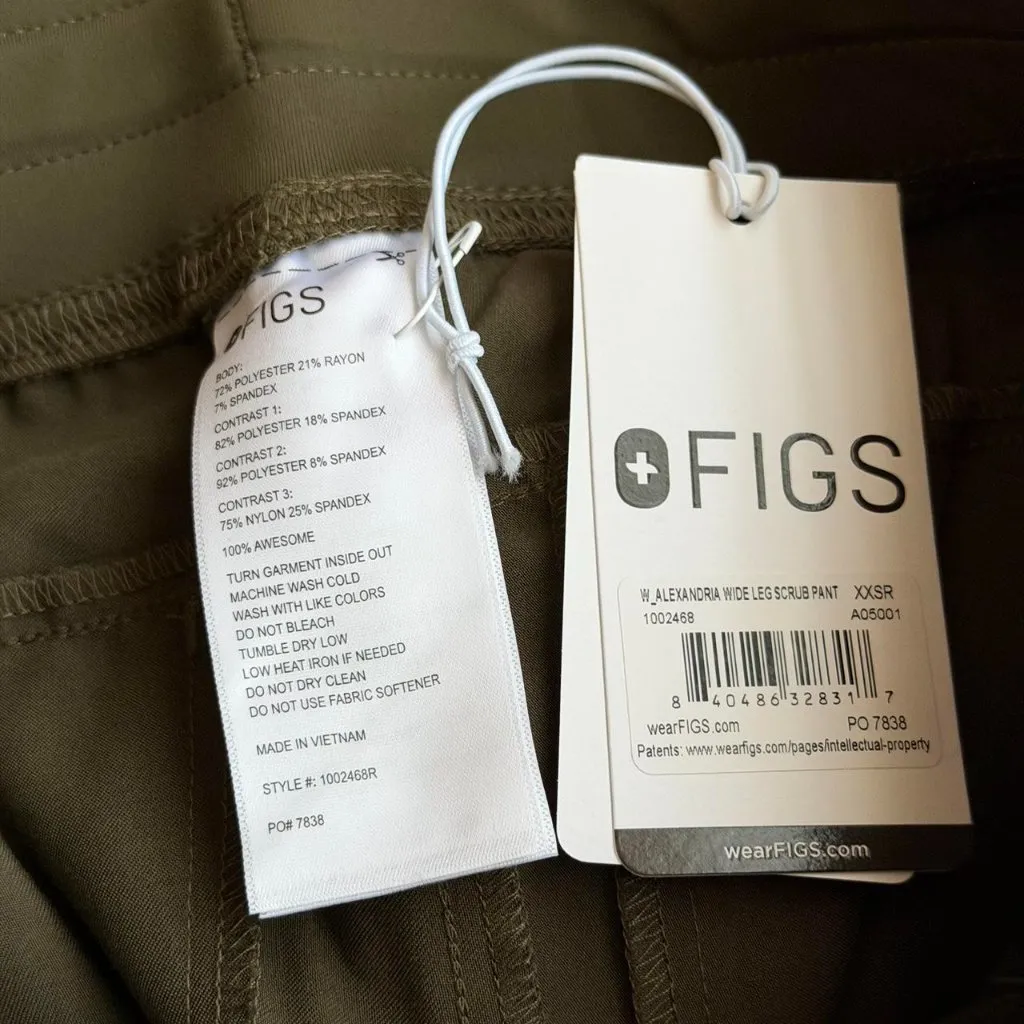 FIGS
BODY:
72% POLYESTER 21% RAYON
7% SPANDEX
CONTRAST 1:
82% POLYESTER 18% SPANDEX
CONTRAST 2:
92% POLYESTER 8% SPANDEX
CONTRAST 3:
75% NYLON 25% SPANDEX
100% AWESOME
TURN GARMENT INSIDE OUT
MACHINE WASH COLD
WASH WITH LIKE COLORS
DO NOT BLEACH
TUMBLE DRY LOW
LOW HEAT IRON IF NEEDED
DO NOT DRY CLEAN
DO NOT USE FABRIC SOFTENER
MADE IN VIETNAM
STYLE #: 1002468R
PO# 7838
FIGS
W_ALEXANDRIA WIDE LEG SCRUB PANT XXSR
1002468 A05001
8 40486 32831 7
wearFIGS.com PO 7838
Patents: www.wearfigs.com/pages/intellectual-property
wearFIGS.com